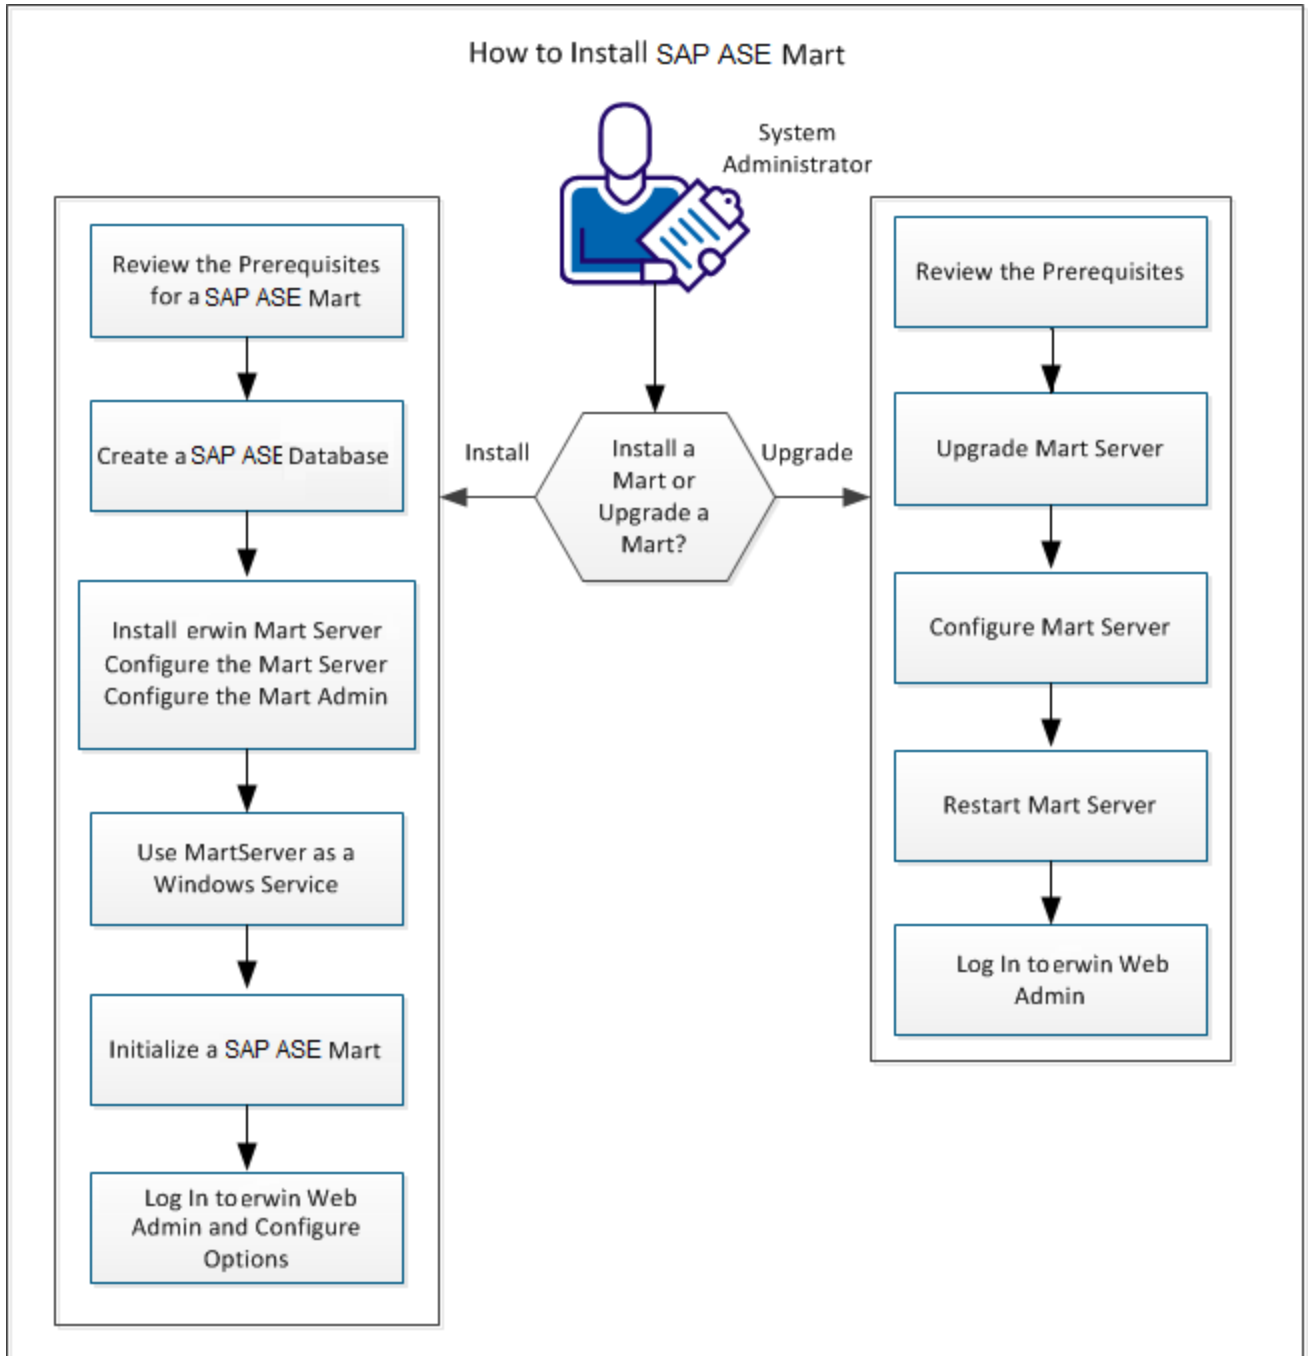 How to Install SAP ASE Mart
System
Administrator
Review the Prerequisites
for a SAP ASE Mart
Create a SAP ASE Database
Install erwin Mart Server
Configure the Mart Server
Configure the Mart Admin
Use MartServer as a
Windows Service
Initialize a SAP ASE Mart
Log In to erwin Web
Admin and Configure
Options
Install
Install a
Mart or
Upgrade a
Mart?
Upgrade
Review the Prerequisites
Upgrade Mart Server
Configure Mart Server
Restart Mart Server
Log In to erwin Web
Admin